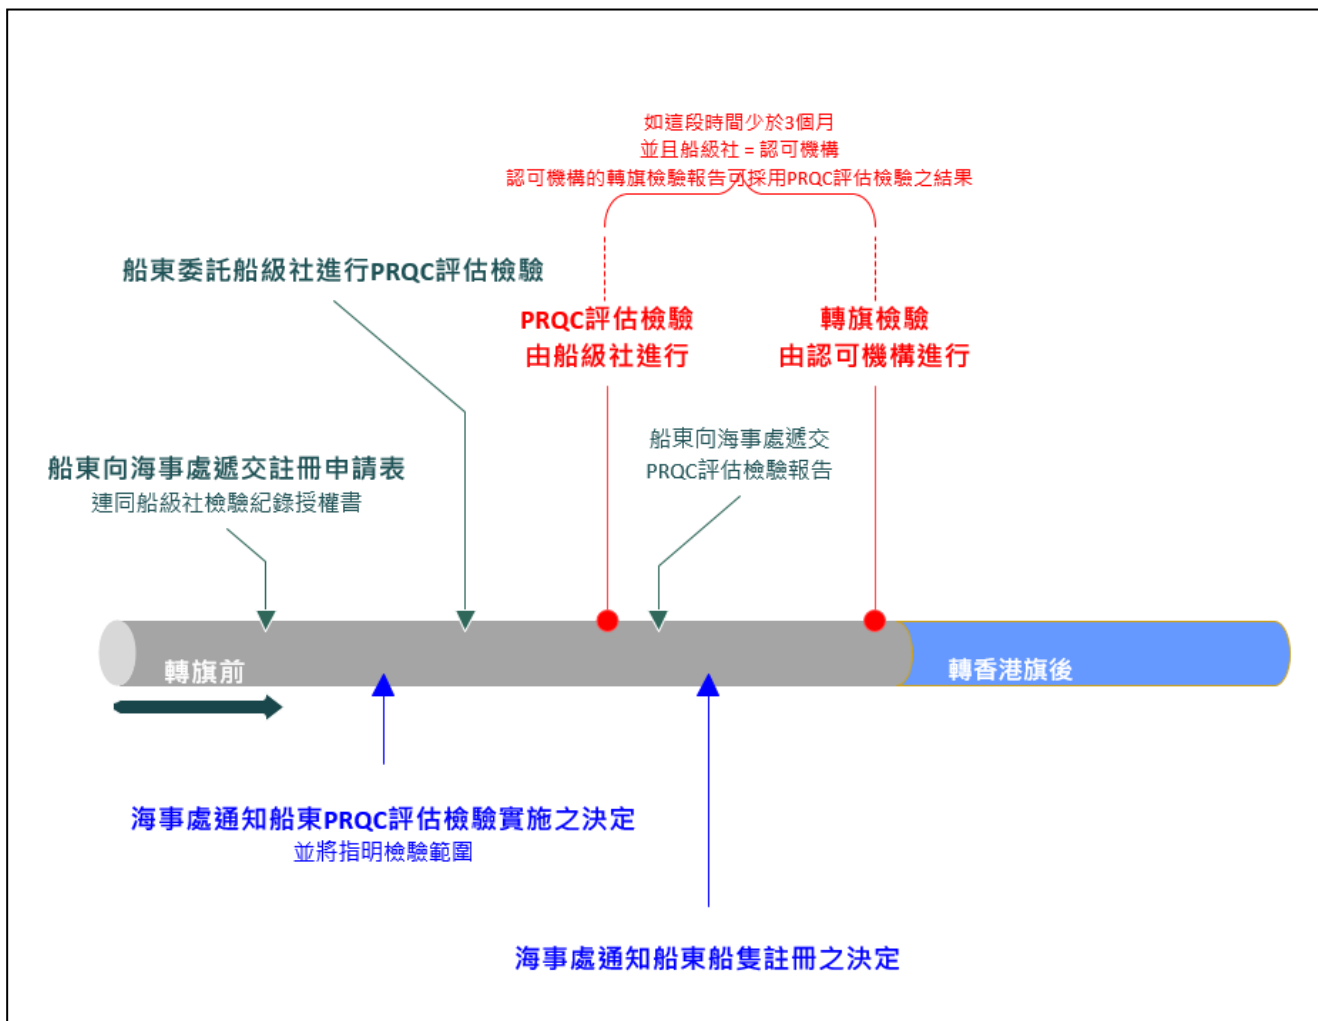 如這段時間少於3個月
並且船級社 = 認可機構
認可機構的轉旗檢驗報告可採用PRQC評估檢驗之結果
船東委託船級社進行PRQC評估檢驗
PRQC評估檢驗
由船級社進行
轉旗檢驗
由認可機構進行
船東向海事處遞交
PRQC評估檢驗報告
船東向海事處遞交註冊申請表
連同船級社檢驗紀錄授權書
轉旗前
轉香港旗後
海事處通知船東PRQC評估檢驗實施之決定
並將指明檢驗範圍
海事處通知船東船隻註冊之決定